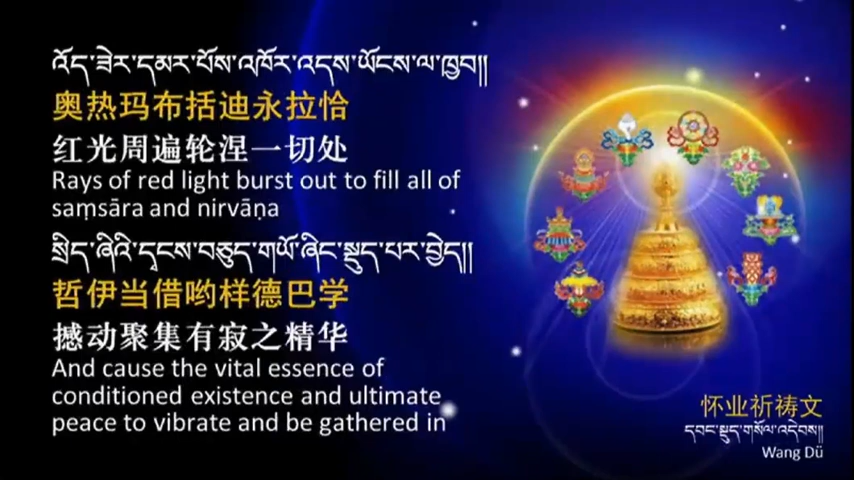 འོད་ཟེར་དམར་པོས་འཁོར་འདས་ཡོངས་ལ་ཁྱབ།།
奥热玛布括迪永拉恰
红光周遍轮涅一切处
Rays of red light burst out to fill all of
saṃsāra and nirvāṇa
སྲིད་ཞིའི་དྭངས་བཅུད་གཡོ་ཞིང་སྡུད་པར་བྱེད།།
哲伊当借哟样德巴学
撼动聚集有寂之精华
And cause the vital essence of
conditioned existence and ultimate
peace to vibrate and be gathered in
怀业祈祷文
དབང་སྡུད་གསོལ་འདེབས།།
Wang Dü